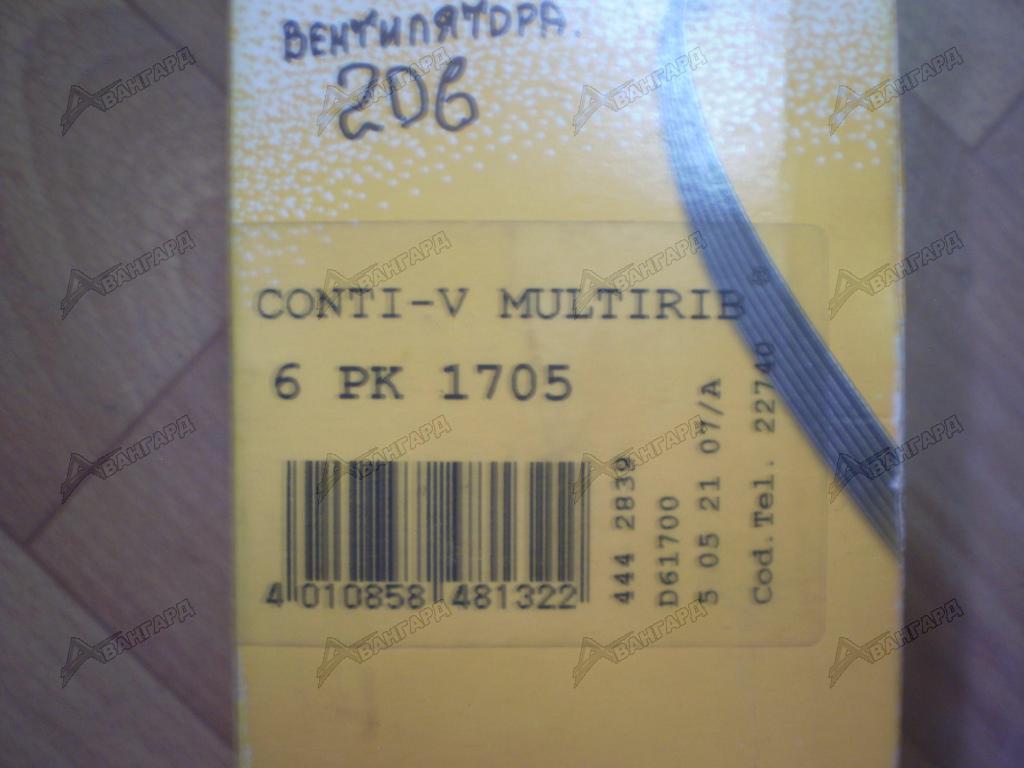 ВЕНТИЛЯТОРА.
206
CONTI-V MULTIRIB
6 PK 1705
4 010858 481322
444 2839
D61700
5 05 21 07/A
Cod.Tel. 22740
АВАНГАРД